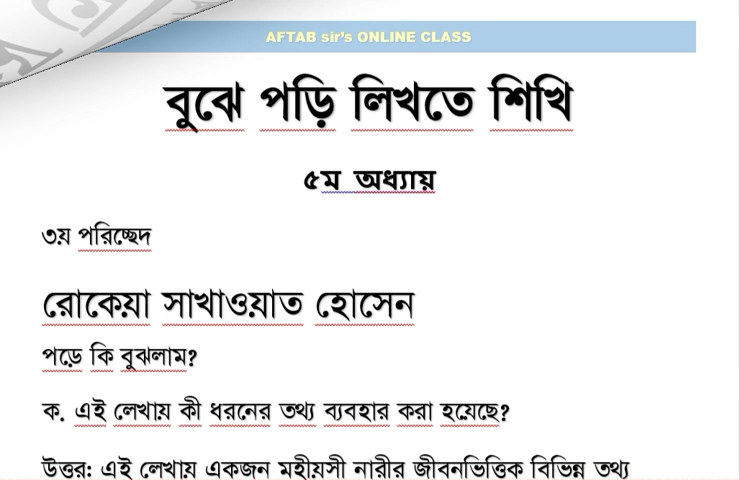 AFTAB sir's ONLINE CLASS
বুঝে পড়ি লিখতে শিখি
৫ম অধ্যায়
৩য় পরিচ্ছেদ
রোকেয়া সাখাওয়াত হোসেন
পড়ে কি বুঝলাম?
ক. এই লেখায় কী ধরনের তথ্য ব্যবহার করা হয়েছে?
উত্তর: এই লেখায় একজন মহীয়সী নারীর জীবনভিত্তিক বিভিন্ন তথ্য